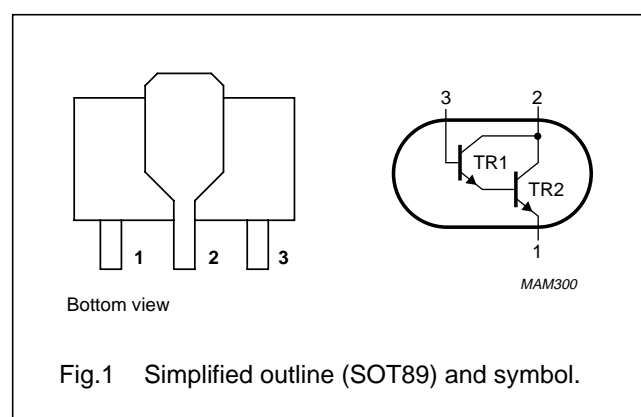 3 2
TR1
TR2
1
1 2 3
MAM300
Bottom view
Fig.1 Simplified outline (SOT89) and symbol.